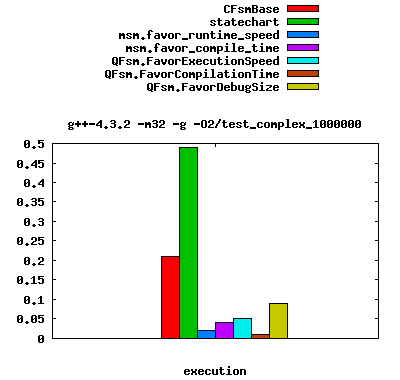 CFsmBase
statechart
msm.favor_runtime_speed
msm.favor_compile_time
QFsm.FavorExecutionSpeed
QFsm.FavorCompilationTime
QFsm.FavorDebugSize
g++-4.3.2 -m32 -g -O2/test_complex_1000000
0.5
0.45
0.4
0.35
0.3
0.25
0.2
0.15
0.1
0.05
0
execution